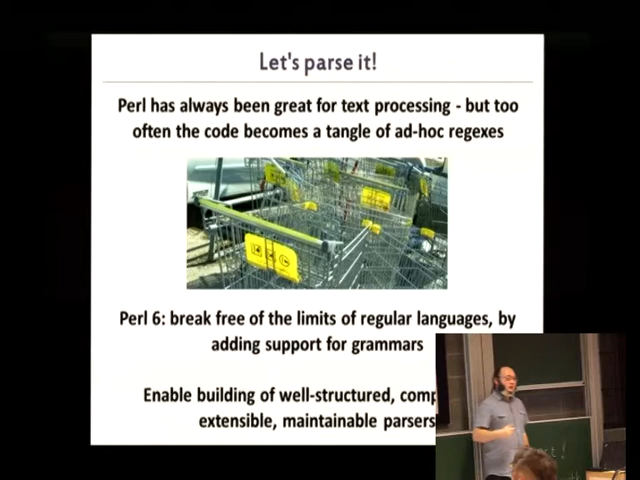 Let's parse it!
Perl has always been great for text processing - but too
often the code becomes a tangle of ad-hoc regexes
Perl 6: break free of the limits of regular languages, by
adding support for grammars
Enable building of well-structured,
extensible, maintainable parsers